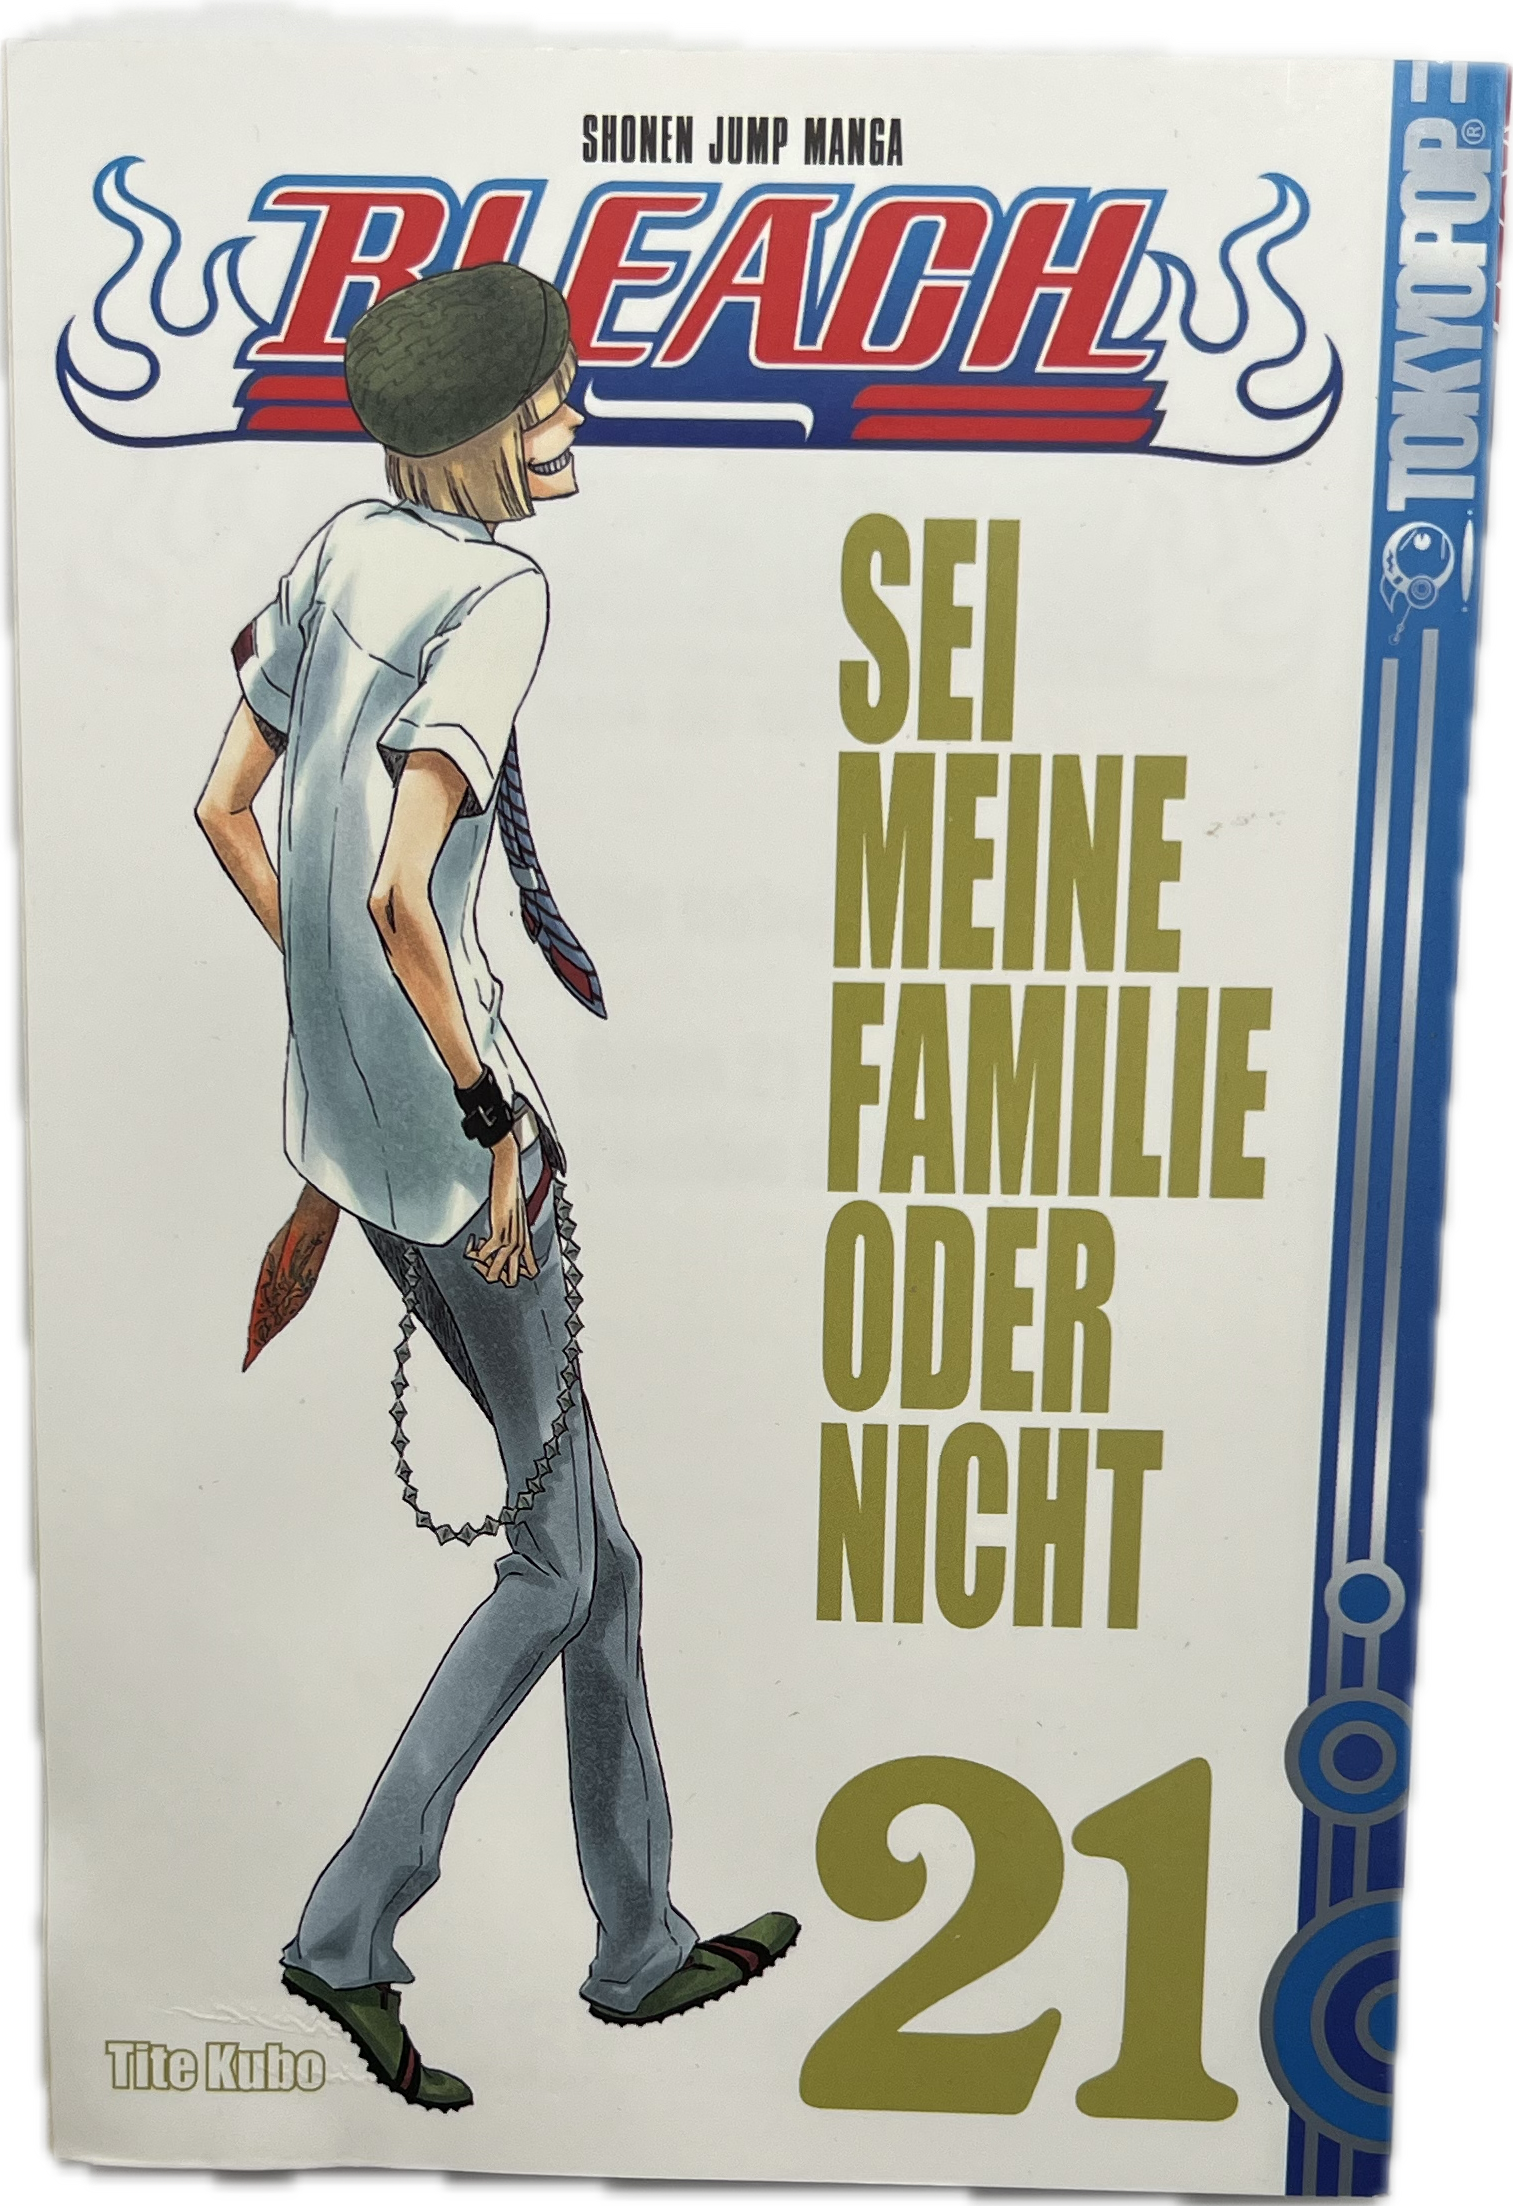 SHONEN JUMP MANGA
BLEACH
SEI
MEINE
FAMILIE
ODER
NICHT
21
Tite Kubo
TOKYOPOP®